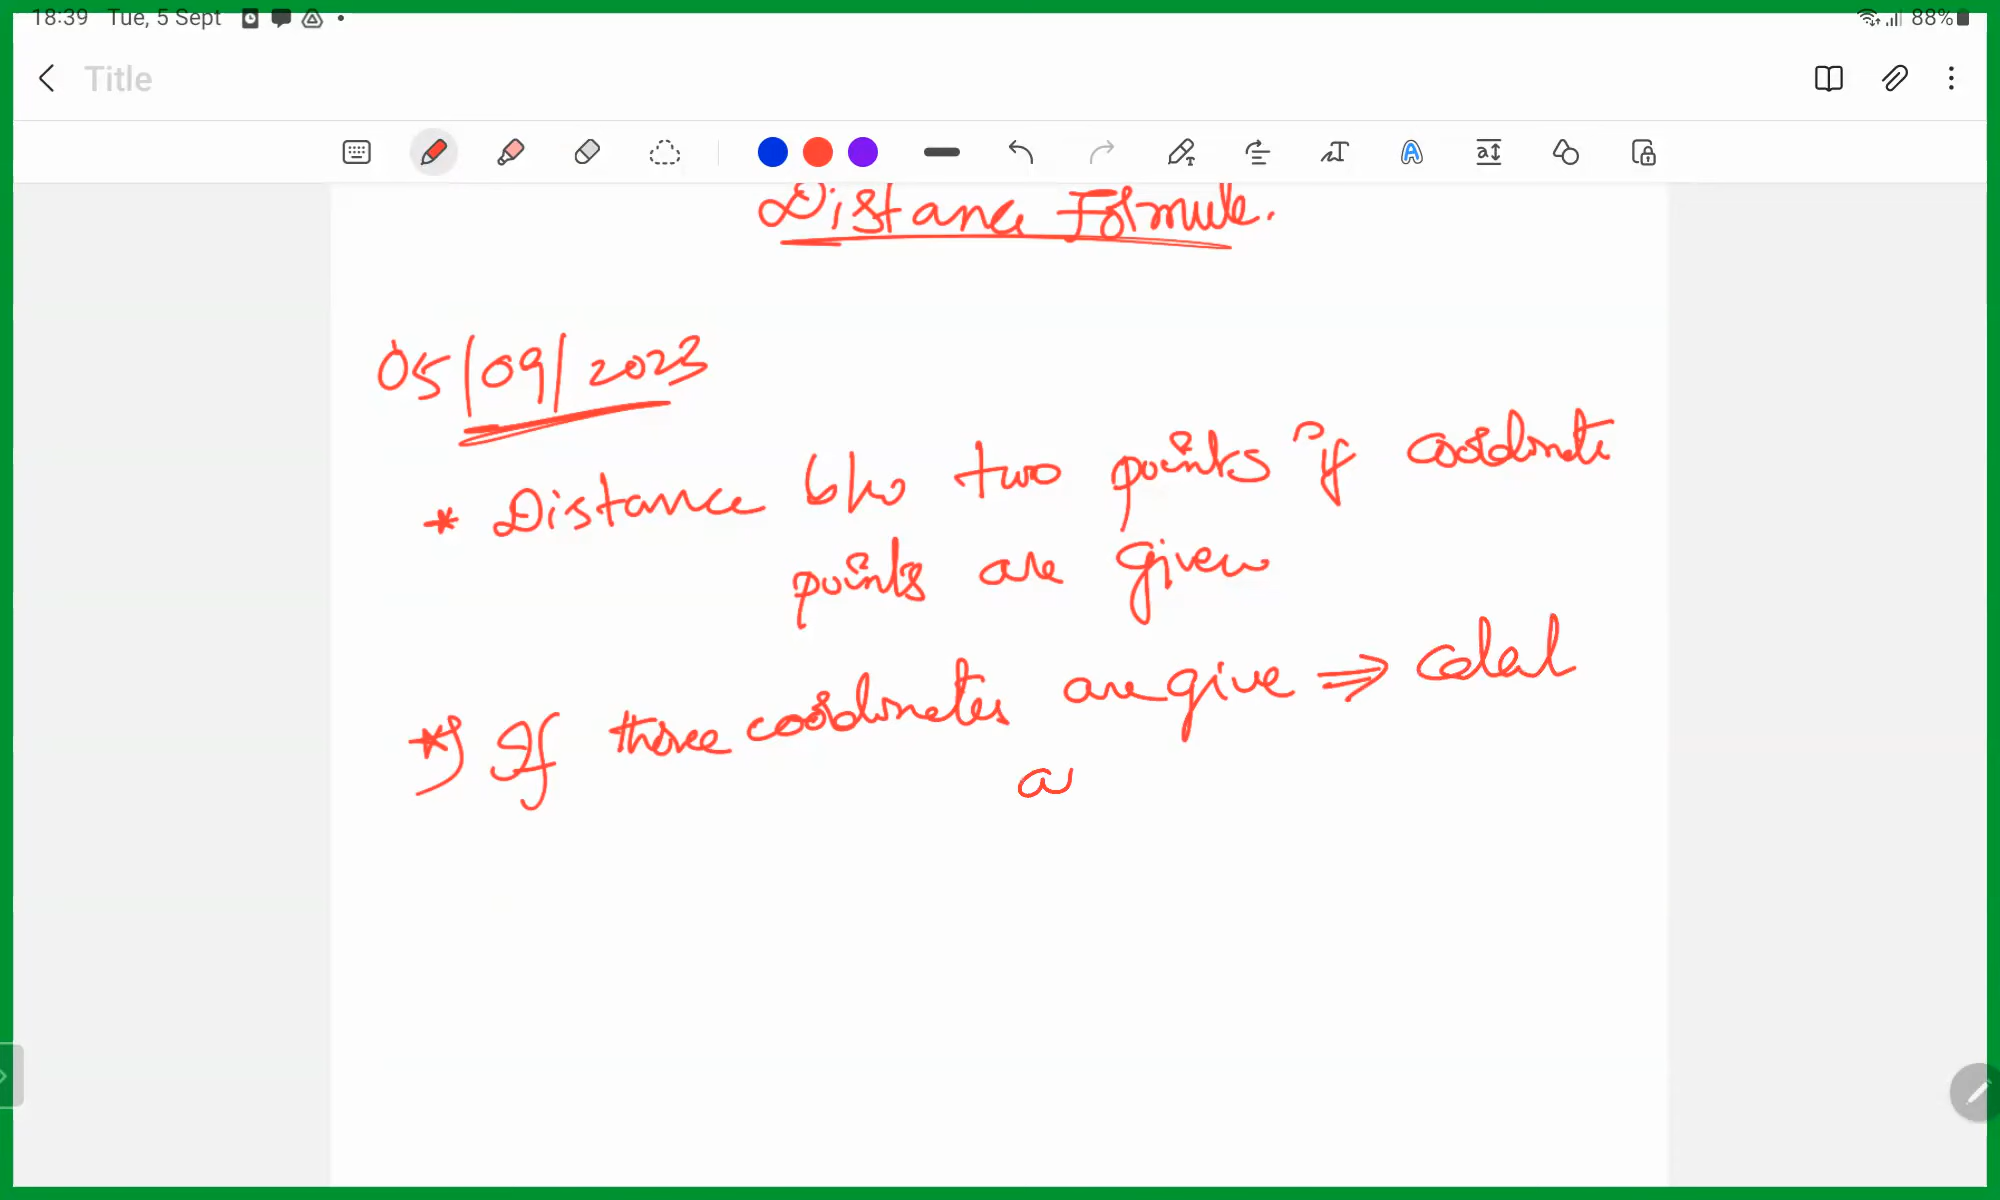 18:39 Tue, 5 Sept 88%
Title
Distance Formula.
05/09/2023
* Distance b/w two points if coordinate
points are given
*) If three coordinates are give ⇒